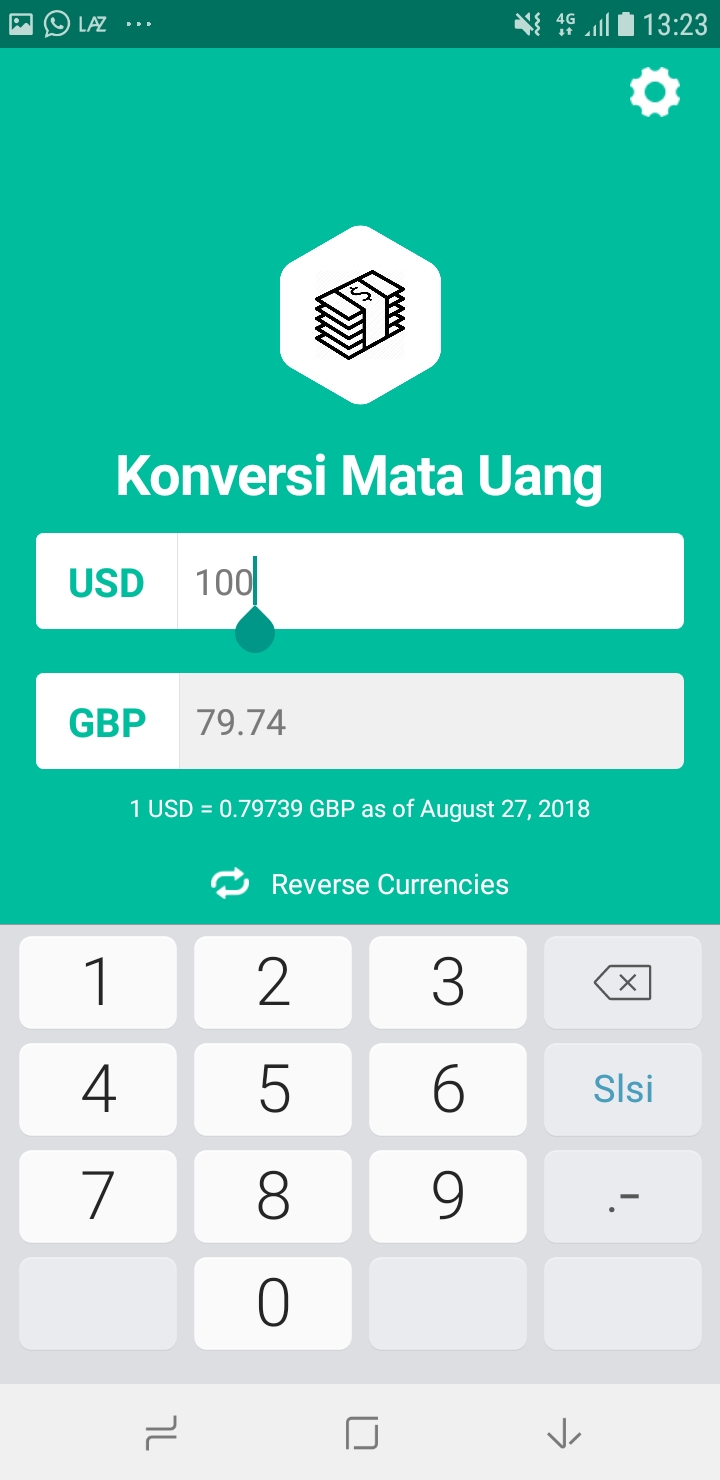 LAZ ... 4G 13:23
Konversi Mata Uang
USD 100
GBP 79.74
1 USD = 0.79739 GBP as of August 27, 2018
Reverse Currencies
1 2 3
4 5 6 Slsi
7 8 9 .-
0